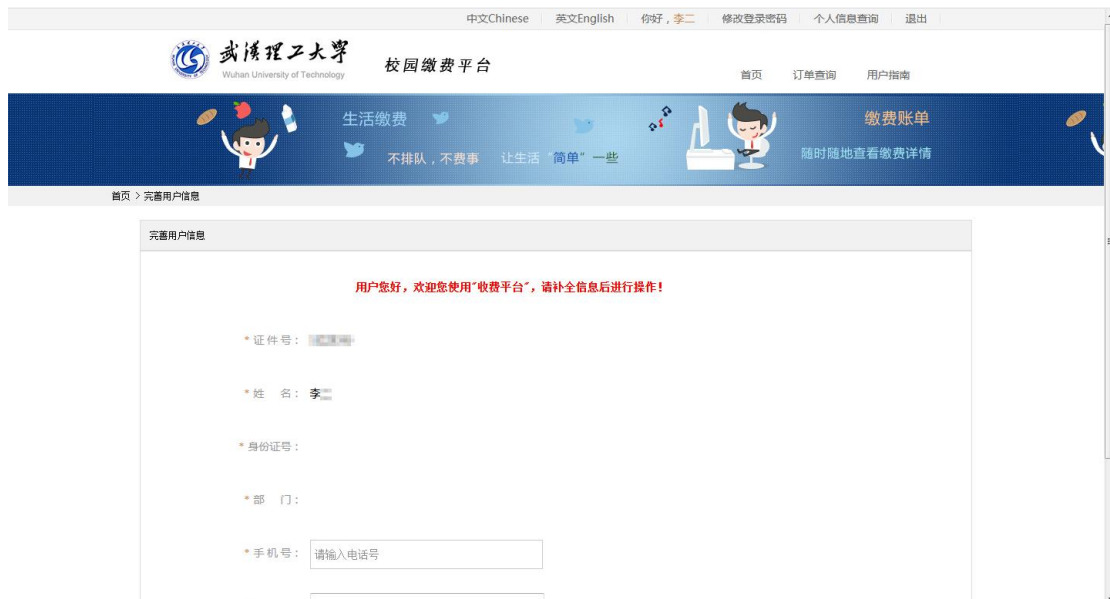 中文Chinese 英文English 你好，李二 修改登录密码 个人信息查询 退出
武汉理工大学
Wuhan University of Technology
校园缴费平台
首页 订单查询 用户指南
生活缴费
不排队，不费事 让生活“简单”一些
缴费账单
随时随地查看缴费详情
首页 > 完善用户信息
完善用户信息
用户您好，欢迎您使用"收费平台"，请补全信息后进行操作！
* 证件号：
* 姓 名： 李
* 身份证号：
* 部 门：
* 手机号： 请输入电话号